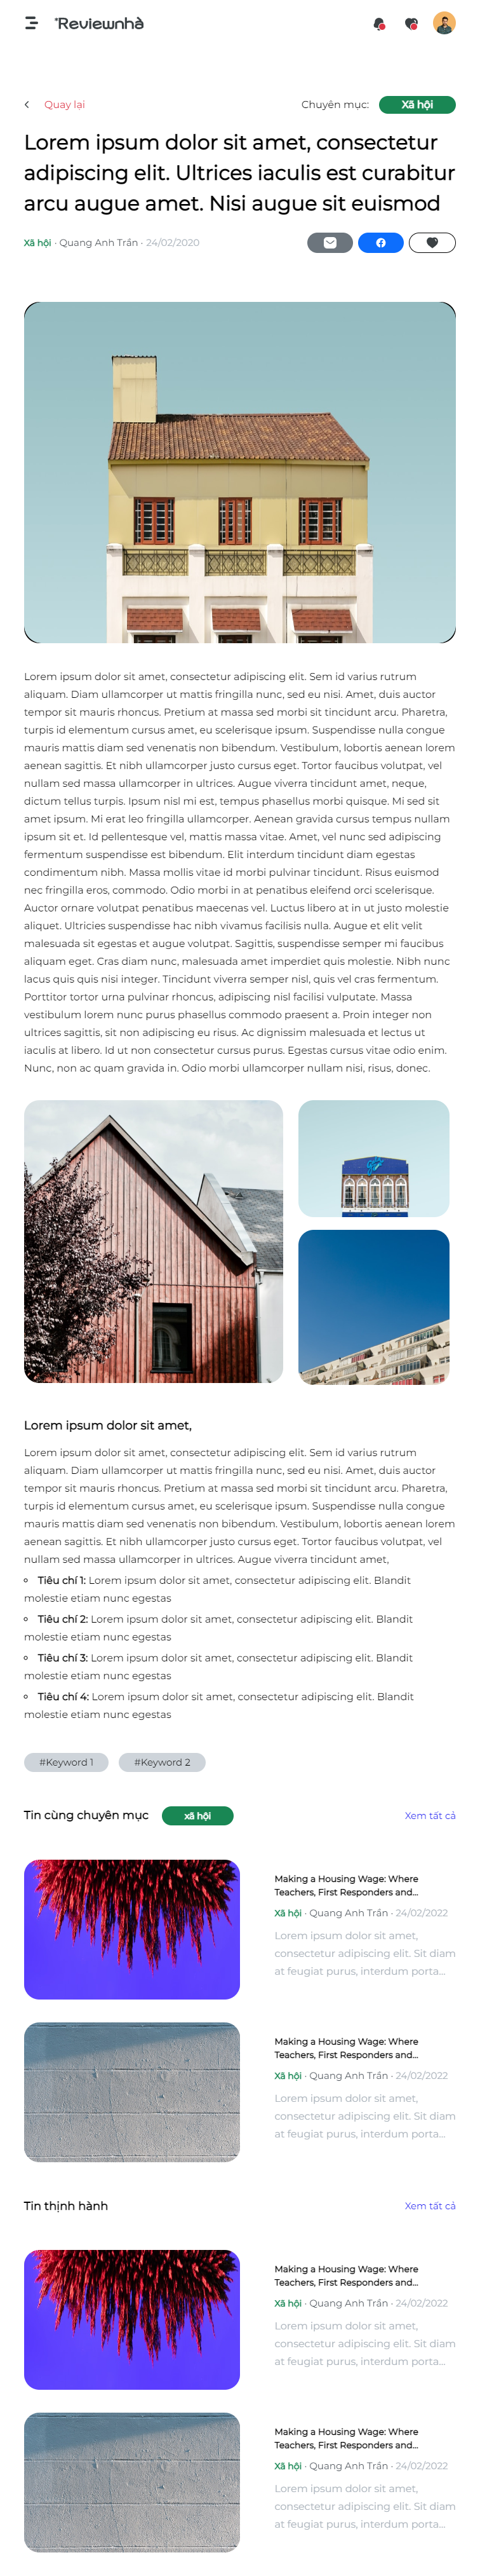 Reviewnhà
Quay lại
Chuyên mục:
Xã hội
Lorem ipsum dolor sit amet, consectetur
adipiscing elit. Ultrices iaculis est curabitur
arcu augue amet. Nisi augue sit euismod
Xã hội · Quang Anh Trần · 24/02/2020
Lorem ipsum dolor sit amet, consectetur adipiscing elit. Sem id varius rutrum
aliquam. Diam ullamcorper ut mattis fringilla nunc, sed eu nisi. Amet, duis auctor
tempor sit mauris rhoncus. Pretium at massa sed morbi sit tincidunt arcu. Pharetra,
turpis id elementum cursus amet, eu scelerisque ipsum. Suspendisse nulla congue
mauris mattis diam sed venenatis non bibendum. Vestibulum, lobortis aenean lorem
aenean sagittis. Et nibh ullamcorper justo cursus eget. Tortor faucibus volutpat, vel
nullam sed massa ullamcorper in ultrices. Augue viverra tincidunt amet, neque,
dictum tellus turpis. Ipsum nisl mi est, tempus phasellus morbi quisque. Mi sed sit
amet ipsum. Mi erat leo fringilla ullamcorper. Aenean gravida cursus tempus nullam
ipsum sit et. Id pellentesque vel, mattis massa vitae. Amet, vel nunc sed adipiscing
fermentum suspendisse est bibendum. Elit interdum tincidunt diam egestas
condimentum nibh. Massa mollis vitae id morbi pulvinar tincidunt. Risus euismod
nec fringilla eros, commodo. Odio morbi in at penatibus eleifend orci scelerisque.
Auctor ornare volutpat penatibus maecenas vel. Luctus libero at in ut justo molestie
aliquet. Ultricies suspendisse hac nibh vivamus facilisis nulla. Augue et elit velit
malesuada sit egestas et augue volutpat. Sagittis, suspendisse semper mi faucibus
aliquam eget. Cras diam nunc, malesuada amet imperdiet quis molestie. Nibh nunc
lacus quis quis nisi integer. Tincidunt viverra semper nisl, quis vel cras fermentum.
Porttitor tortor urna pulvinar rhoncus, adipiscing nisl facilisi vulputate. Massa
vestibulum lorem nunc purus phasellus commodo praesent a. Proin integer non
ultrices sagittis, sit non adipiscing eu risus. Ac dignissim malesuada et lectus ut
iaculis at libero. Id ut non consectetur cursus purus. Egestas cursus vitae odio enim.
Nunc, non ac quam gravida in. Odio morbi ullamcorper nullam nisi, risus, donec.
Lorem ipsum dolor sit amet,
Lorem ipsum dolor sit amet, consectetur adipiscing elit. Sem id varius rutrum
aliquam. Diam ullamcorper ut mattis fringilla nunc, sed eu nisi. Amet, duis auctor
tempor sit mauris rhoncus. Pretium at massa sed morbi sit tincidunt arcu. Pharetra,
turpis id elementum cursus amet, eu scelerisque ipsum. Suspendisse nulla congue
mauris mattis diam sed venenatis non bibendum. Vestibulum, lobortis aenean lorem
aenean sagittis. Et nibh ullamcorper justo cursus eget. Tortor faucibus volutpat, vel
nullam sed massa ullamcorper in ultrices. Augue viverra tincidunt amet,
Tiêu chí 1: Lorem ipsum dolor sit amet, consectetur adipiscing elit. Blandit
molestie etiam nunc egestas
Tiêu chí 2: Lorem ipsum dolor sit amet, consectetur adipiscing elit. Blandit
molestie etiam nunc egestas
Tiêu chí 3: Lorem ipsum dolor sit amet, consectetur adipiscing elit. Blandit
molestie etiam nunc egestas
Tiêu chí 4: Lorem ipsum dolor sit amet, consectetur adipiscing elit. Blandit
molestie etiam nunc egestas
#Keyword 1
#Keyword 2
Tin cùng chuyên mục
xã hội
Xem tất cả
Making a Housing Wage: Where
Teachers, First Responders and...
Xã hội · Quang Anh Trần · 24/02/2022
Lorem ipsum dolor sit amet,
consectetur adipiscing elit. Sit diam
at feugiat purus, interdum porta...
Making a Housing Wage: Where
Teachers, First Responders and...
Xã hội · Quang Anh Trần · 24/02/2022
Lorem ipsum dolor sit amet,
consectetur adipiscing elit. Sit diam
at feugiat purus, interdum porta...
Tin thịnh hành
Xem tất cả
Making a Housing Wage: Where
Teachers, First Responders and...
Xã hội · Quang Anh Trần · 24/02/2022
Lorem ipsum dolor sit amet,
consectetur adipiscing elit. Sit diam
at feugiat purus, interdum porta...
Making a Housing Wage: Where
Teachers, First Responders and...
Xã hội · Quang Anh Trần · 24/02/2022
Lorem ipsum dolor sit amet,
consectetur adipiscing elit. Sit diam
at feugiat purus, interdum porta...